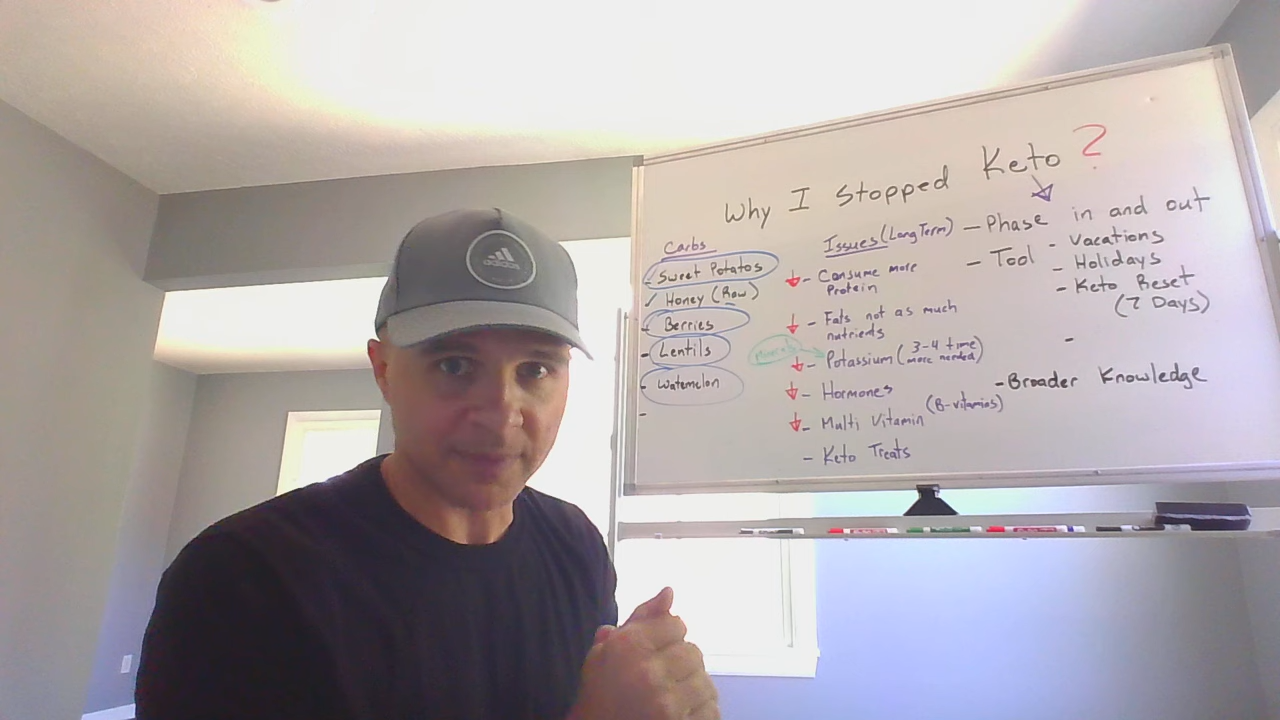 Why I Stopped Keto ?
Carbs
- Sweet Potatos
✓ Honey (Raw)
- Berries
- Lentils
- Watemelon
-
Issues (Long Term)
- Consume more
Protein
- Fats not as much
nutrients
Minerals
- Potassium (3-4 time
more needed)
- Hormones
- Multi Vitamin (B-vitamins)
- Keto Treats
- Phase in and out
- Tool
- Vacations
- Holidays
- Keto Reset
(7 Days)
-
- Broader Knowledge
adidas